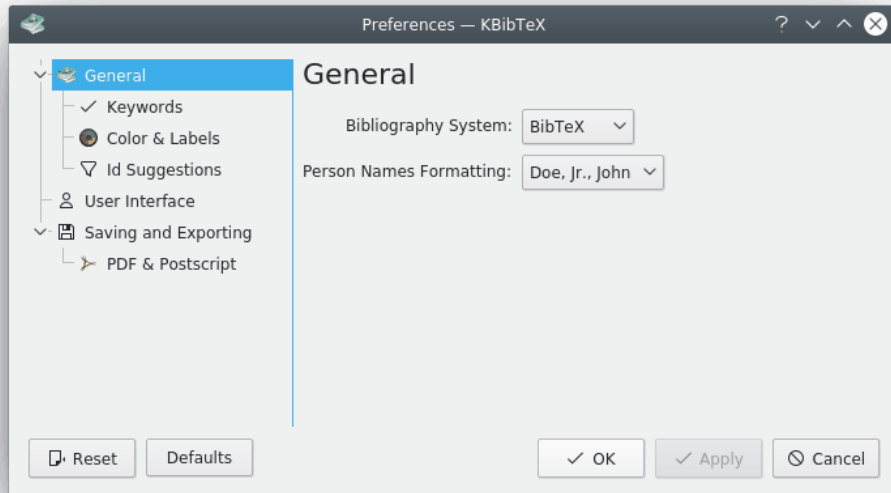 Preferences — KBibTeX
General
Keywords
Color & Labels
Id Suggestions
User Interface
Saving and Exporting
PDF & Postscript
General
Bibliography System: BibTeX
Person Names Formatting: Doe, Jr., John
Reset Defaults OK Apply Cancel